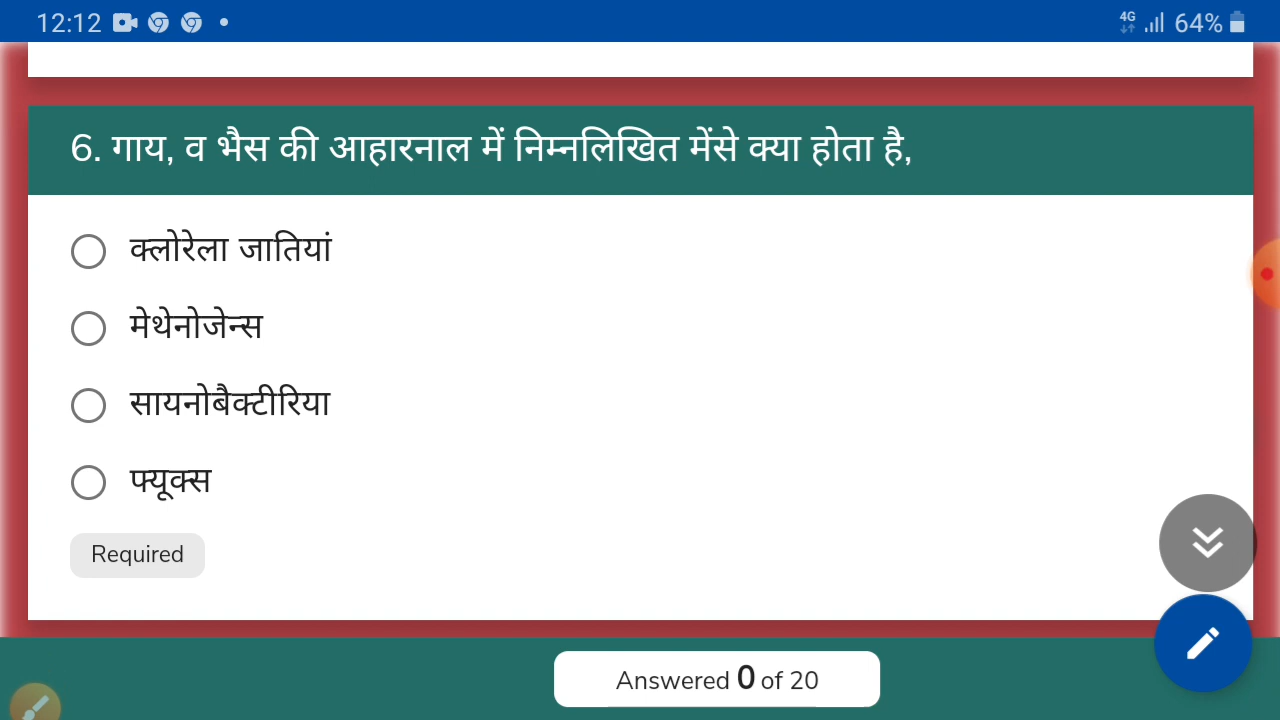 12:12 4G 64%
6. गाय, व भैस की आहारनाल में निम्नलिखित मेंसे क्या होता है,
क्लोरेला जातियां
मेथेनोजेन्स
सायनोबैक्टीरिया
फ्यूक्स
Required
Answered 0 of 20